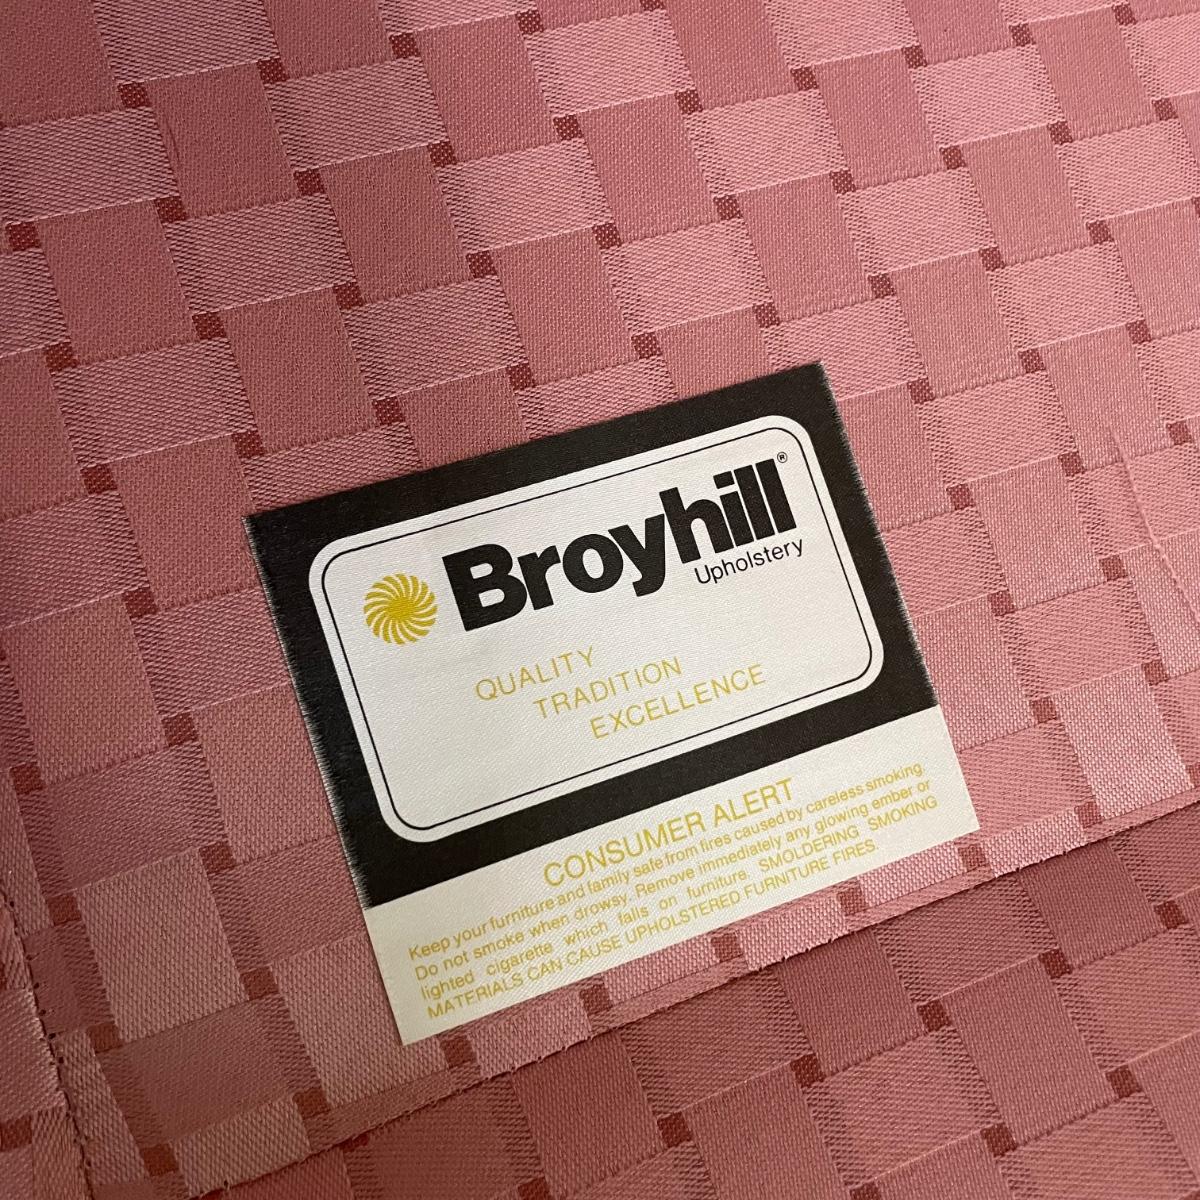 Broyhill®
Upholstery
QUALITY
TRADITION
EXCELLENCE
CONSUMER ALERT
Keep your furniture and family safe from fires caused by careless smoking.
Do not smoke when drowsy. Remove immediately any glowing ember or
lighted cigarette which falls on furniture. SMOLDERING SMOKING
MATERIALS CAN CAUSE UPHOLSTERED FURNITURE FIRES.